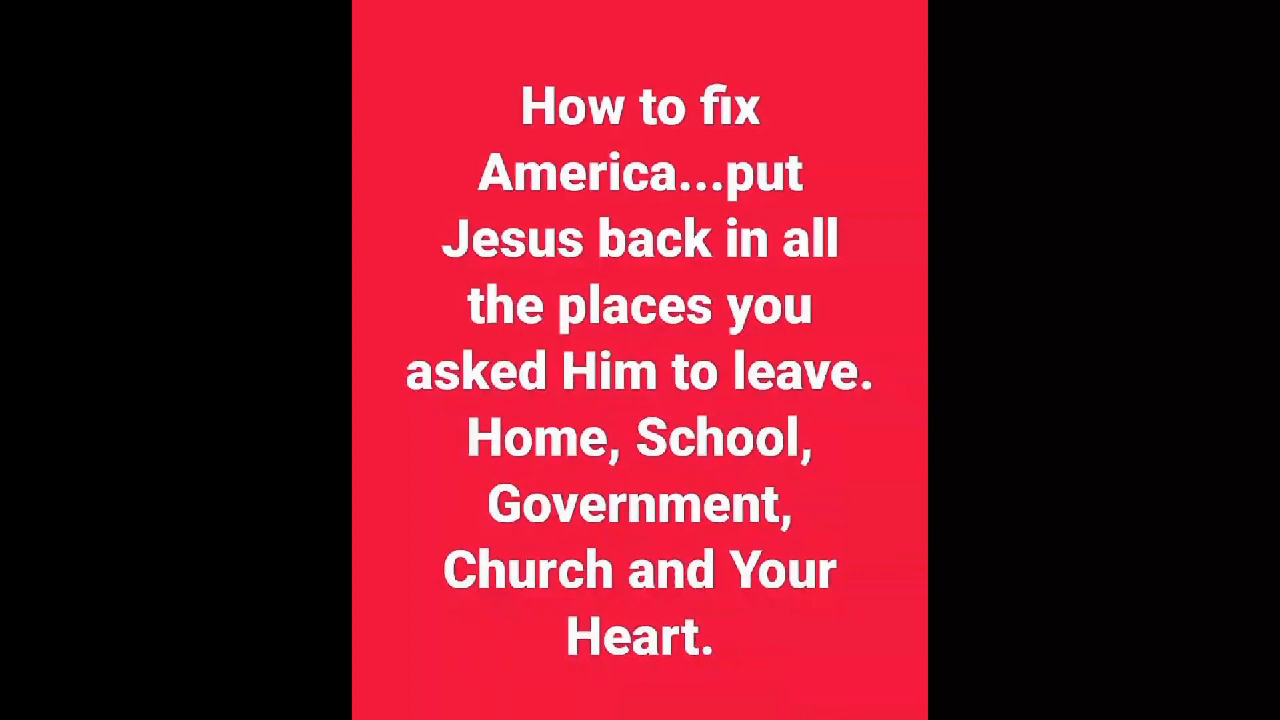 How to fix
America...put
Jesus back in all
the places you
asked Him to leave.
Home, School,
Government,
Church and Your
Heart.